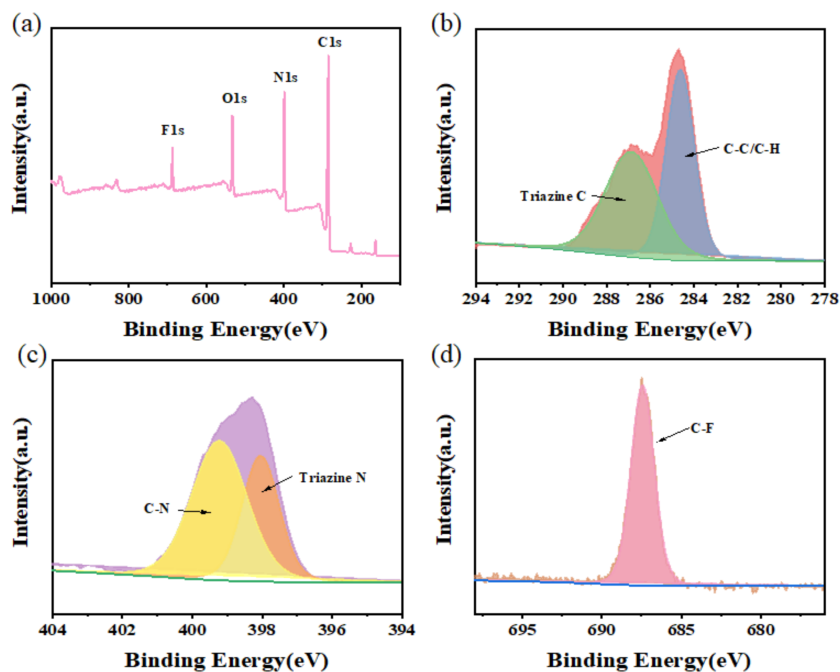 (a)
C1s
N1s
O1s
F1s
Intensity(a.u.)
1000 800 600 400 200
Binding Energy(eV)
(b)
C-C/C-H
Triazine C
Intensity(a.u.)
294 292 290 288 286 284 282 280 278
Binding Energy(eV)
(c)
Triazine N
C-N
Intensity(a.u.)
404 402 400 398 396 394
Binding Energy(eV)
(d)
C-F
Intensity(a.u.)
695 690 685 680
Binding Energy(eV)